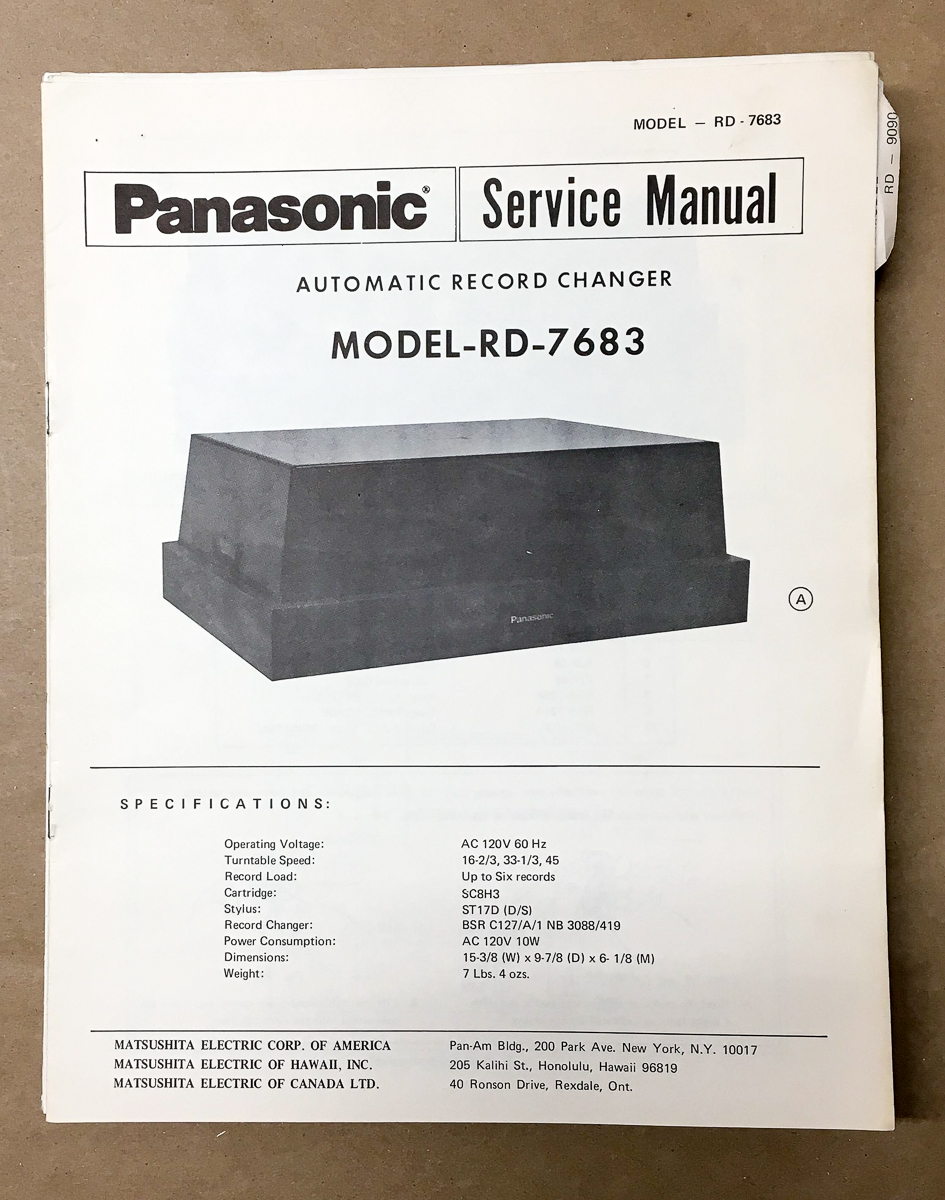 MODEL — RD - 7683
RD — 9090
Panasonic® Service Manual
AUTOMATIC RECORD CHANGER
MODEL-RD-7683
Panasonic
A
SPECIFICATIONS:
Operating Voltage: AC 120V 60 Hz
Turntable Speed: 16-2/3, 33-1/3, 45
Record Load: Up to Six records
Cartridge: SC8H3
Stylus: ST17D (D/S)
Record Changer: BSR C127/A/1 NB 3088/419
Power Consumption: AC 120V 10W
Dimensions: 15-3/8 (W) x 9-7/8 (D) x 6- 1/8 (M)
Weight: 7 Lbs. 4 ozs.
MATSUSHITA ELECTRIC CORP. OF AMERICA Pan-Am Bldg., 200 Park Ave. New York, N.Y. 10017
MATSUSHITA ELECTRIC OF HAWAII, INC. 205 Kalihi St., Honolulu, Hawaii 96819
MATSUSHITA ELECTRIC OF CANADA LTD. 40 Ronson Drive, Rexdale, Ont.